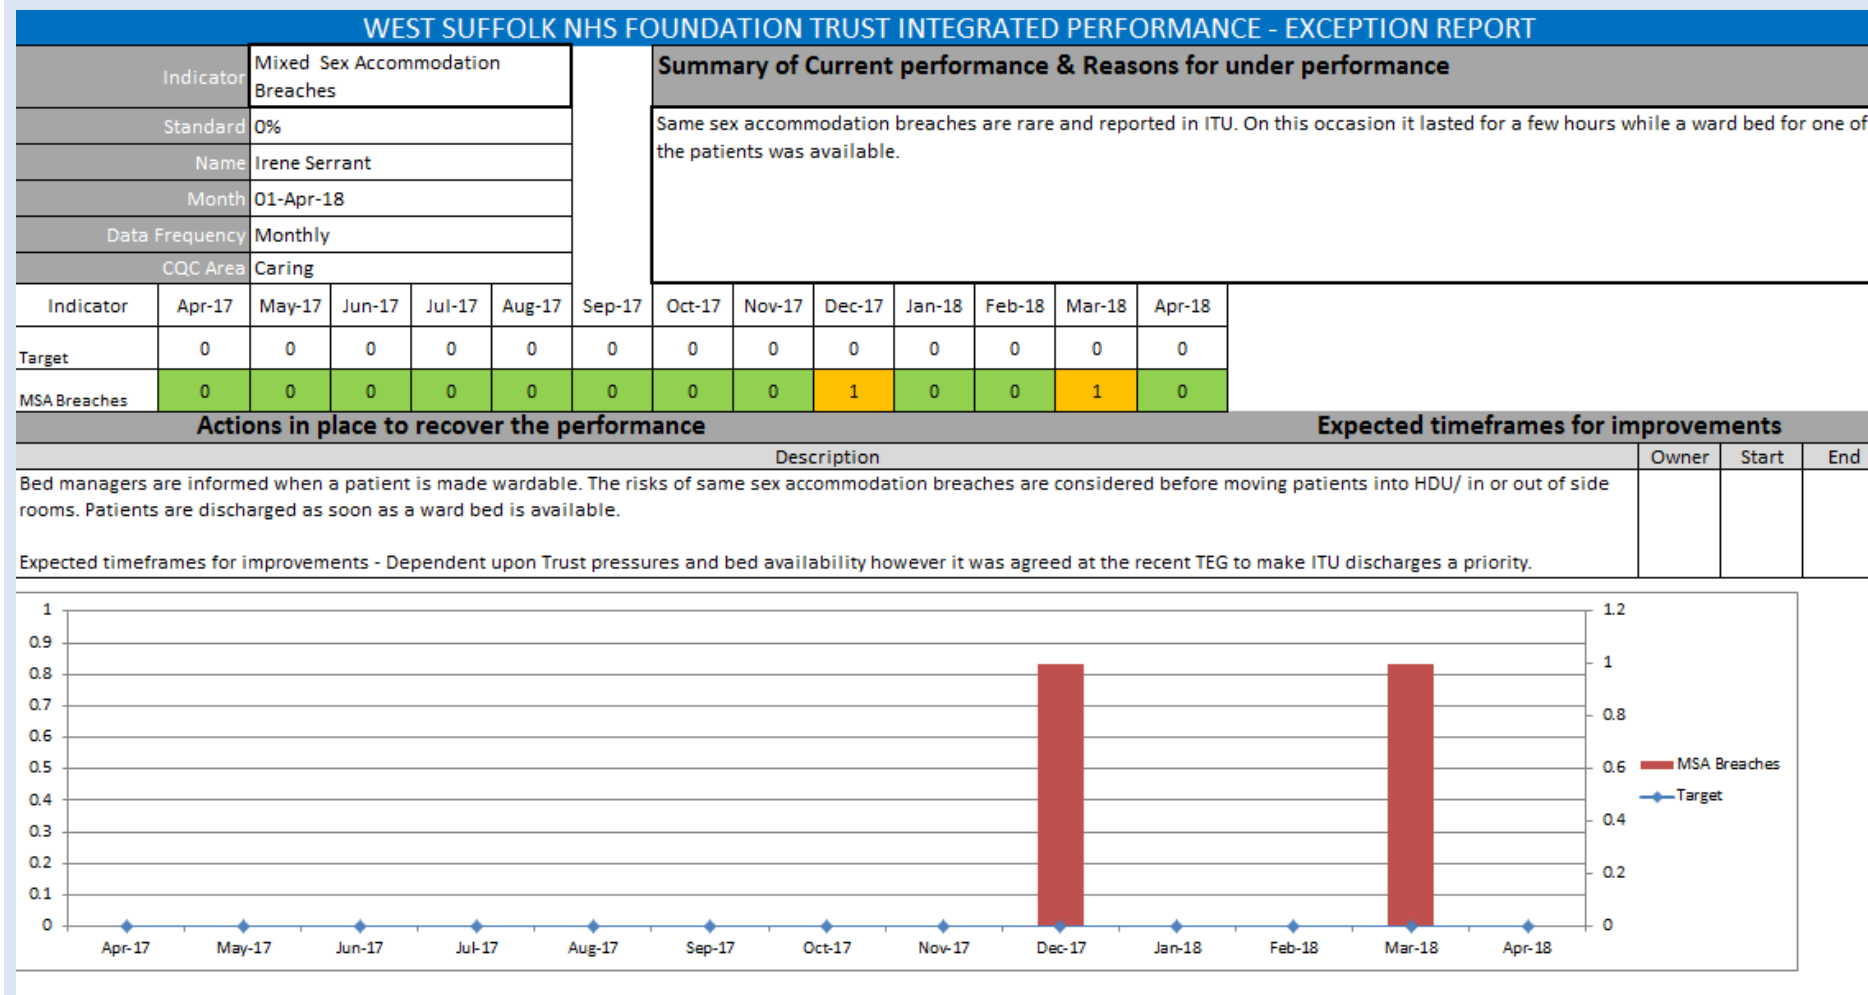 WEST SUFFOLK NHS FOUNDATION TRUST INTEGRATED PERFORMANCE - EXCEPTION REPORT
Indicator Mixed Sex Accommodation
Breaches
Summary of Current performance & Reasons for under performance
Standard 0%
Name Irene Serrant
Month 01-Apr-18
Data Frequency Monthly
CQC Area Caring
Same sex accommodation breaches are rare and reported in ITU. On this occasion it lasted for a few hours while a ward bed for one of
the patients was available.
Indicator Apr-17 May-17 Jun-17 Jul-17 Aug-17 Sep-17 Oct-17 Nov-17 Dec-17 Jan-18 Feb-18 Mar-18 Apr-18
Target 0 0 0 0 0 0 0 0 0 0 0 0 0
MSA Breaches 0 0 0 0 0 0 0 0 1 0 0 1 0
Actions in place to recover the performance Expected timeframes for improvements
Description Owner Start End
Bed managers are informed when a patient is made wardable. The risks of same sex accommodation breaches are considered before moving patients into HDU/ in or out of side
rooms. Patients are discharged as soon as a ward bed is available.
Expected timeframes for improvements - Dependent upon Trust pressures and bed availability however it was agreed at the recent TEG to make ITU discharges a priority.
1
0.9
0.8
0.7
0.6
0.5
0.4
0.3
0.2
0.1
0
1.2
1
0.8
0.6
0.4
0.2
0
MSA Breaches
Target
Apr-17 May-17 Jun-17 Jul-17 Aug-17 Sep-17 Oct-17 Nov-17 Dec-17 Jan-18 Feb-18 Mar-18 Apr-18